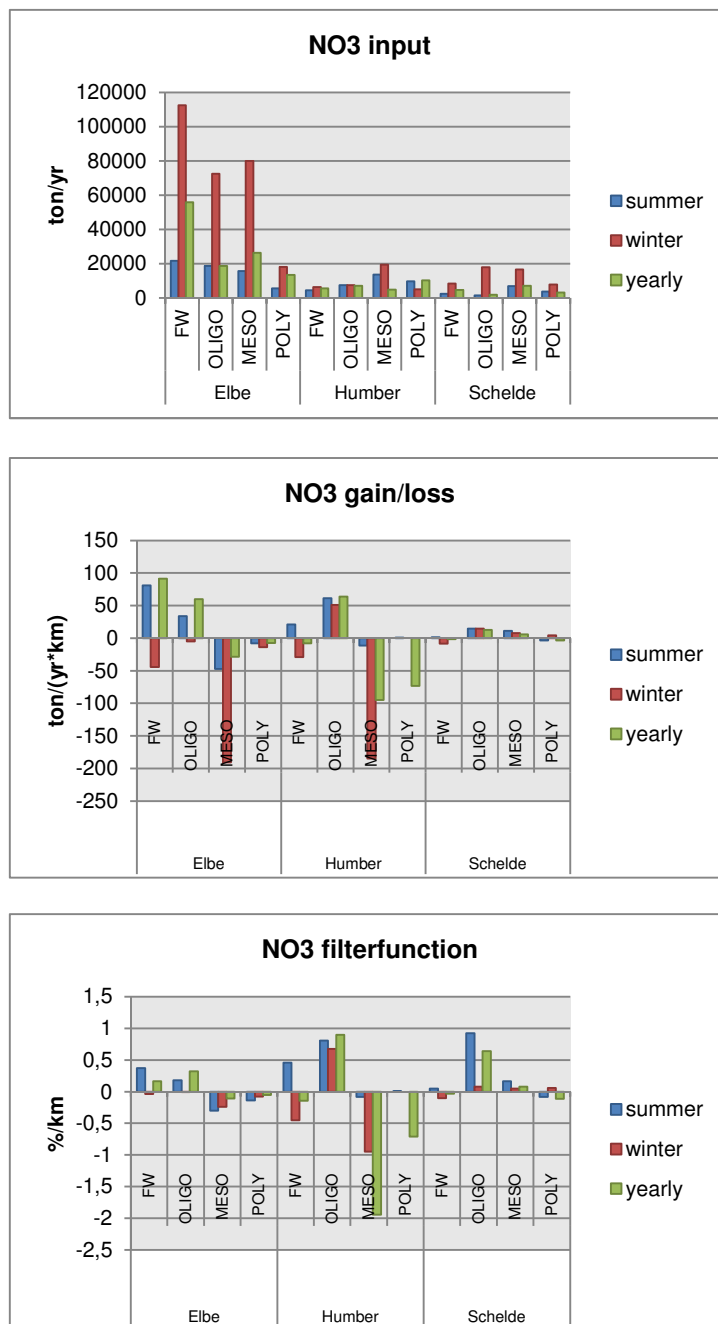 NO3 input
ton/yr
120000
100000
80000
60000
40000
20000
0
FW OLIGO MESO POLY FW OLIGO MESO POLY FW OLIGO MESO POLY
Elbe Humber Schelde
summer
winter
yearly
NO3 gain/loss
ton/(yr*km)
150
100
50
0
-50
-100
-150
-200
-250
FW OLIGO MESO POLY FW OLIGO MESO POLY FW OLIGO MESO POLY
Elbe Humber Schelde
summer
winter
yearly
NO3 filterfunction
%/km
1,5
1
0,5
0
-0,5
-1
-1,5
-2
-2,5
FW OLIGO MESO POLY FW OLIGO MESO POLY FW OLIGO MESO POLY
Elbe Humber Schelde
summer
winter
yearly